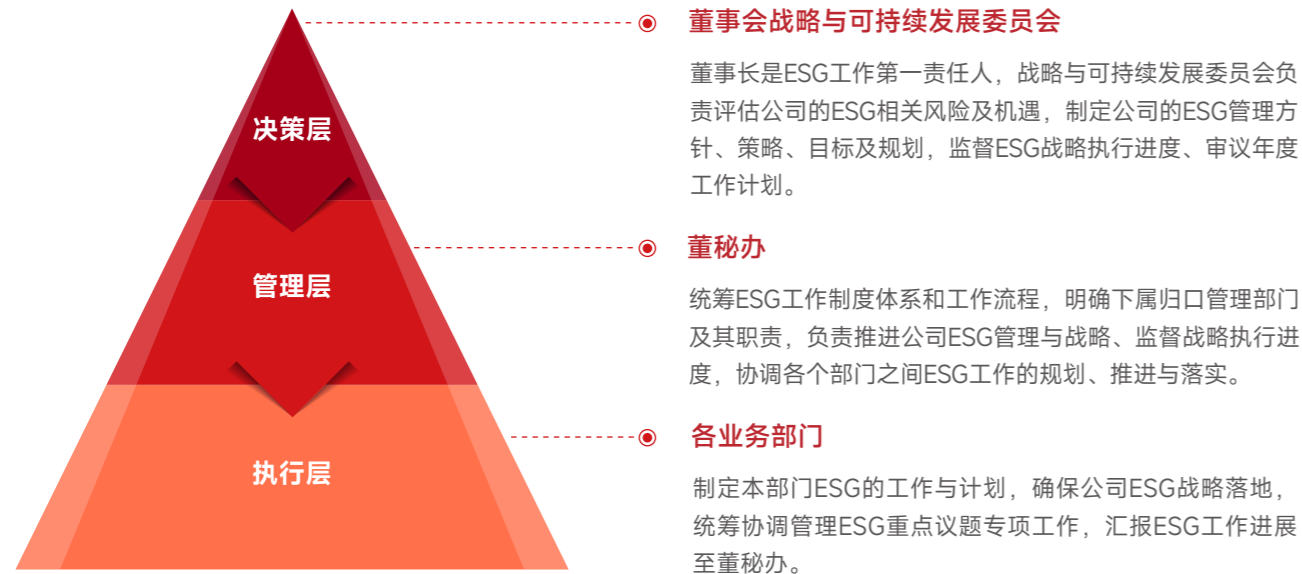 决策层
董事会战略与可持续发展委员会
董事长是ESG工作第一责任人，战略与可持续发展委员会负
责评估公司的ESG相关风险及机遇，制定公司的ESG管理方
针、策略、目标及规划，监督ESG战略执行进度、审议年度
工作计划。
管理层
董秘办
统筹ESG工作制度体系和工作流程，明确下属归口管理部门
及其职责，负责推进公司ESG管理与战略、监督战略执行进
度，协调各个部门之间ESG工作的规划、推进与落实。
执行层
各业务部门
制定本部门ESG的工作与计划，确保公司ESG战略落地，
统筹协调管理ESG重点议题专项工作，汇报ESG工作进展
至董秘办。